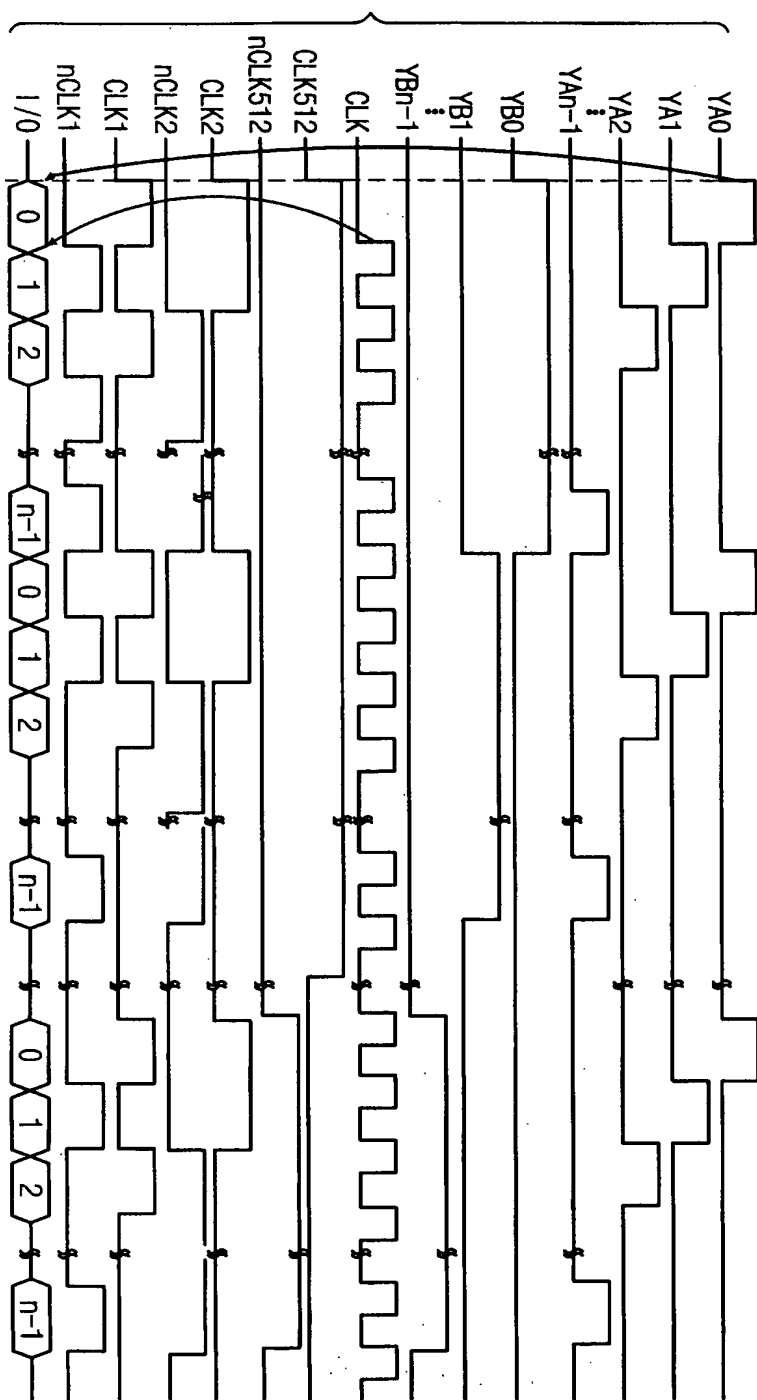 YA0
YA1
YA2
YAn-1
YB0
YB1
YBn-1
CLK
CLK512
nCLK512
CLK2
nCLK2
CLK1
nCLK1
I/0 0 1 2 n-1 0 1 2 n-1 0 1 2 n-1